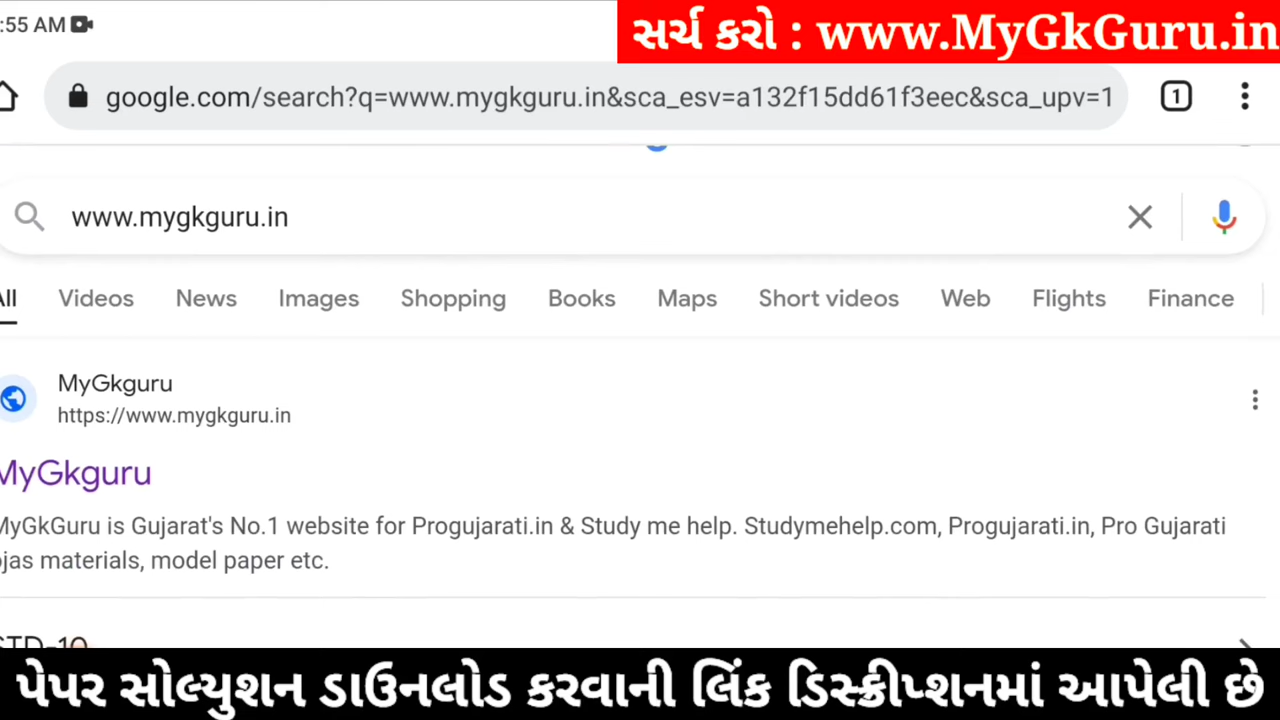 :55 AM
સર્ચ કરો : www.MyGkGuru.in
google.com/search?q=www.mygkguru.in&sca_esv=a132f15dd61f3eec&sca_upv=1
1
www.mygkguru.in
All Videos News Images Shopping Books Maps Short videos Web Flights Finance
MyGkguru
https://www.mygkguru.in
MyGkguru
MyGkGuru is Gujarat's No.1 website for Progujarati.in & Study me help. Studymehelp.com, Progujarati.in, Pro Gujarati
ojas materials, model paper etc.
STD-10
પેપર સોલ્યુશન ડાઉનલોડ કરવાની લિંક ડિસ્ક્રીપ્શનમાં આપેલી છે